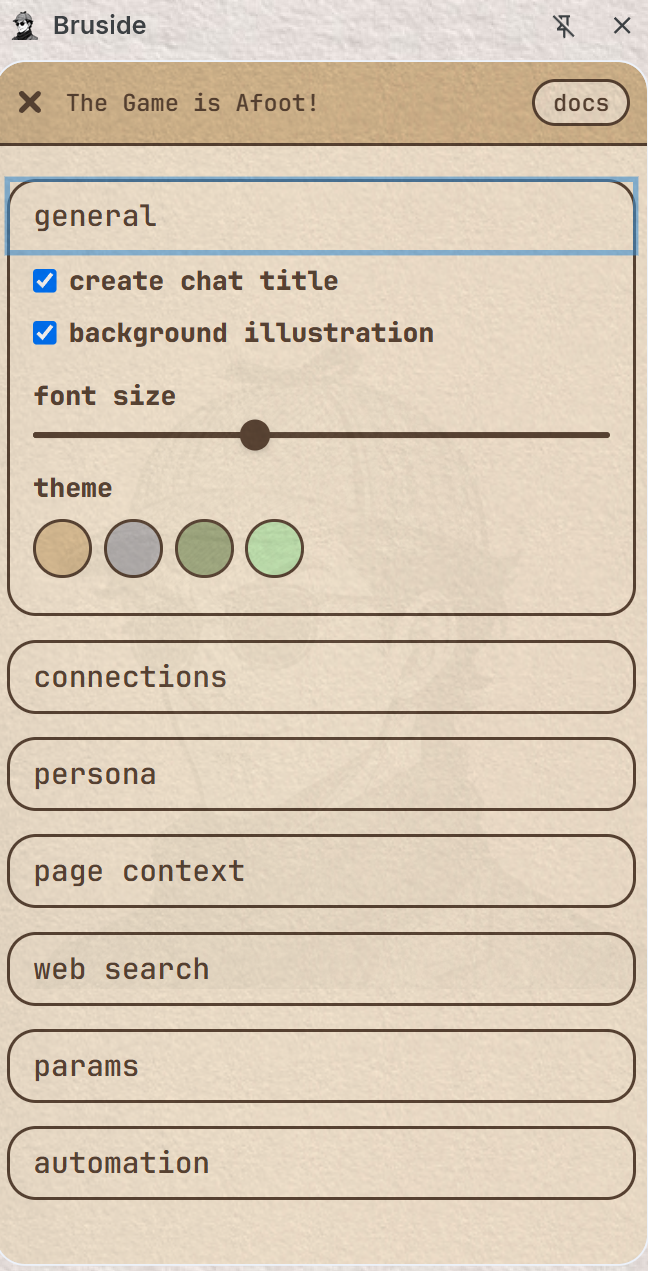 Bruside
The Game is Afoot!
docs
general
create chat title
background illustration
font size
theme
connections
persona
page context
web search
params
automation